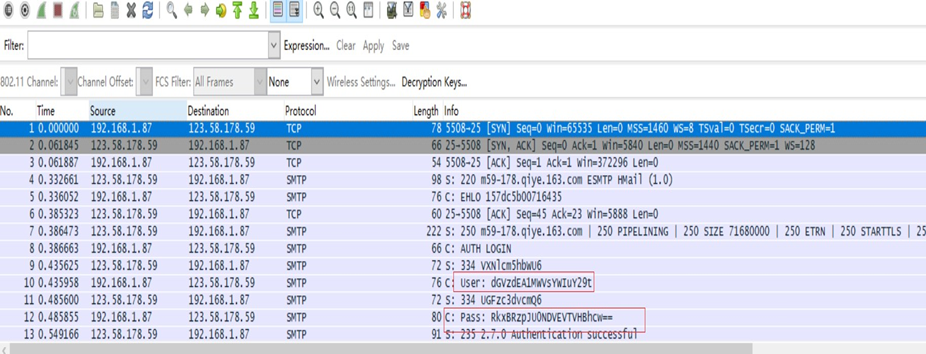 Filter:
Expression... Clear Apply Save
802.11 Channel: Channel Offset: FCS Filter: All Frames None Wireless Settings... Decryption Keys...
No. Time Source Destination Protocol Length Info
1 0.000000 192.168.1.87 123.58.178.59 TCP 78 5508-25 [SYN] Seq=0 Win=65535 Len=0 MSS=1460 WS=8 TSval=0 TSecr=0 SACK_PERM=1
2 0.061845 123.58.178.59 192.168.1.87 TCP 66 25-5508 [SYN, ACK] Seq=0 Ack=1 Win=5840 Len=0 MSS=1440 SACK_PERM=1 WS=128
3 0.061887 192.168.1.87 123.58.178.59 TCP 54 5508-25 [ACK] Seq=1 Ack=1 Win=372296 Len=0
4 0.332661 123.58.178.59 192.168.1.87 SMTP 98 S: 220 m59-178.qiye.163.com ESMTP HMail (1.0)
5 0.336052 192.168.1.87 123.58.178.59 SMTP 76 C: EHLO 157dc5b00716435
6 0.385323 123.58.178.59 192.168.1.87 TCP 60 25-5508 [ACK] Seq=45 Ack=23 Win=5888 Len=0
7 0.386473 123.58.178.59 192.168.1.87 SMTP 222 S: 250 m59-178.qiye.163.com | 250 PIPELINING | 250 SIZE 71680000 | 250 ETRN | 250 STARTTLS | 25
8 0.386663 192.168.1.87 123.58.178.59 SMTP 66 C: AUTH LOGIN
9 0.435625 123.58.178.59 192.168.1.87 SMTP 72 S: 334 VXNlcm5hbWU6
10 0.435958 192.168.1.87 123.58.178.59 SMTP 76 C: User: dGVzdEA1MWVsYWIuY29t
11 0.485600 123.58.178.59 192.168.1.87 SMTP 72 S: 334 UGFzc3dvcmQ6
12 0.485855 192.168.1.87 123.58.178.59 SMTP 80 C: Pass: RkxBRzpJU0NDVEVTVHBhcw==
13 0.549166 123.58.178.59 192.168.1.87 SMTP 91 S: 235 2.7.0 Authentication successful